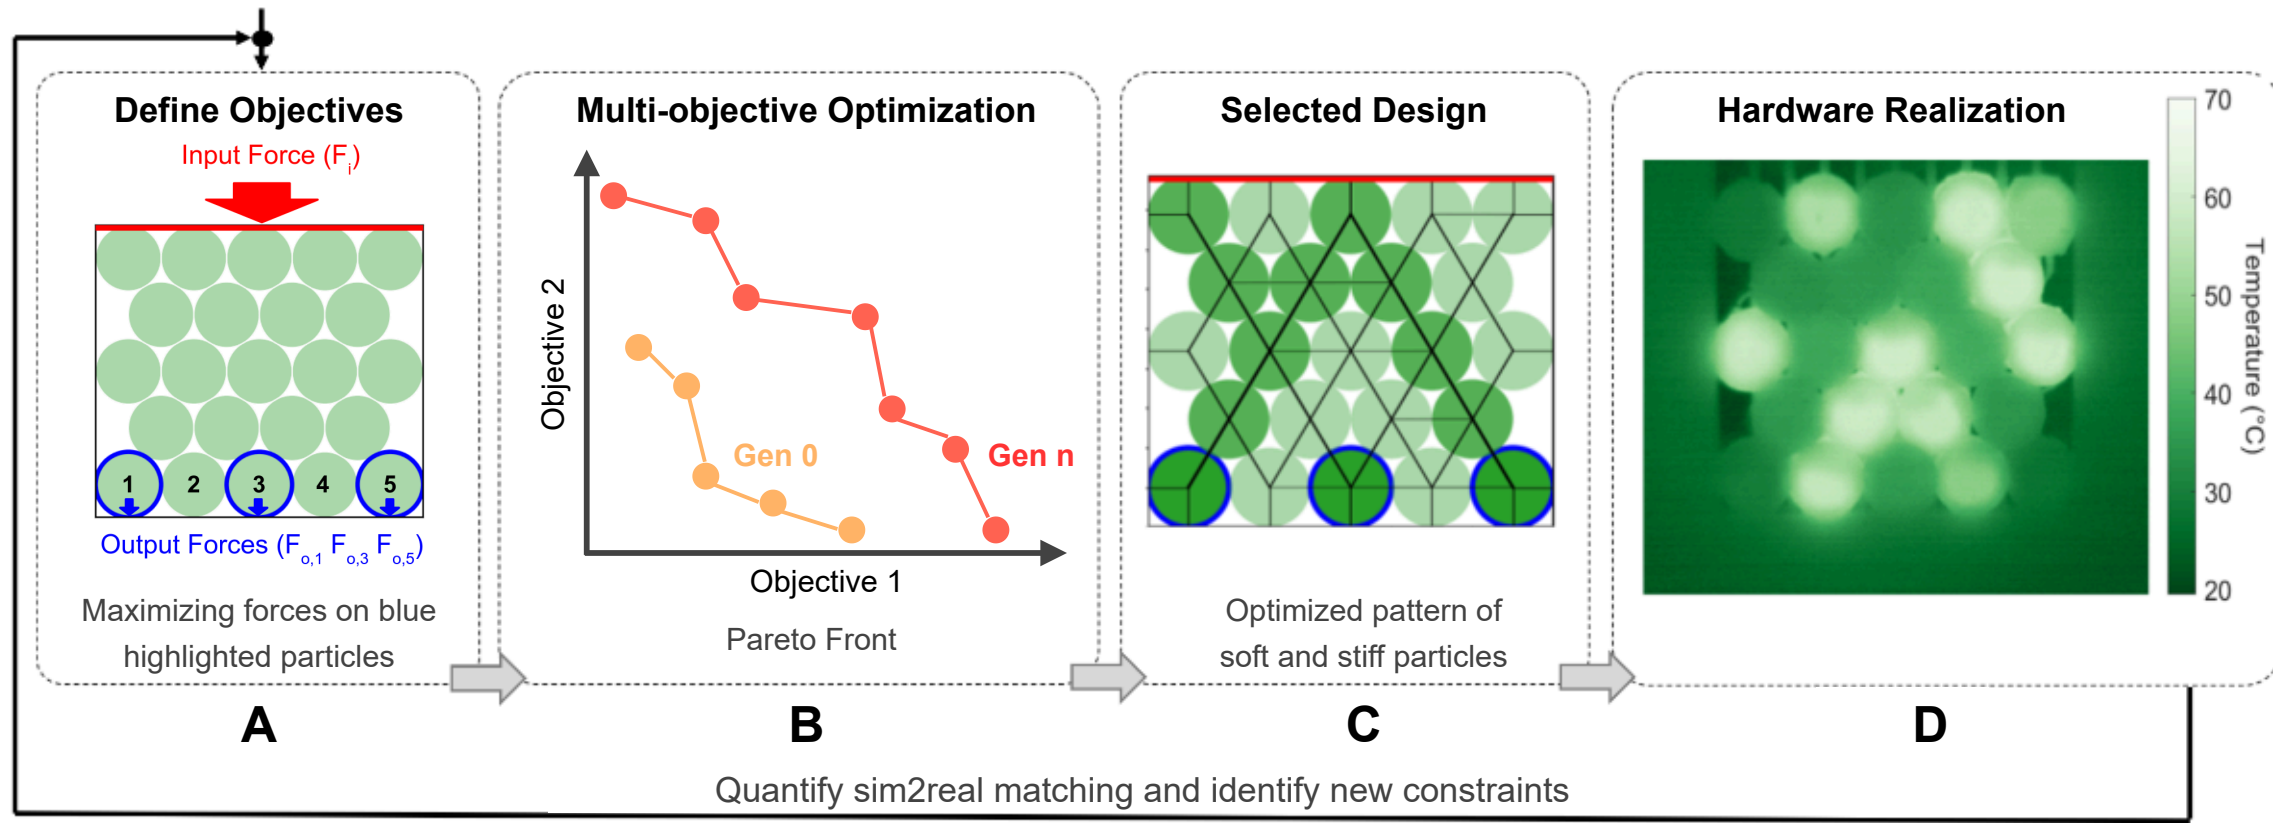 Define Objectives
Input Force (Fi)
1 2 3 4 5
Output Forces (Fo,1 Fo,3 Fo,5)
Maximizing forces on blue
highlighted particles
A
Multi-objective Optimization
Objective 2
Gen 0
Gen n
Objective 1
Pareto Front
B
Selected Design
Optimized pattern of
soft and stiff particles
C
Hardware Realization
70
60
50
40
30
20
Temperature (°C)
D
Quantify sim2real matching and identify new constraints